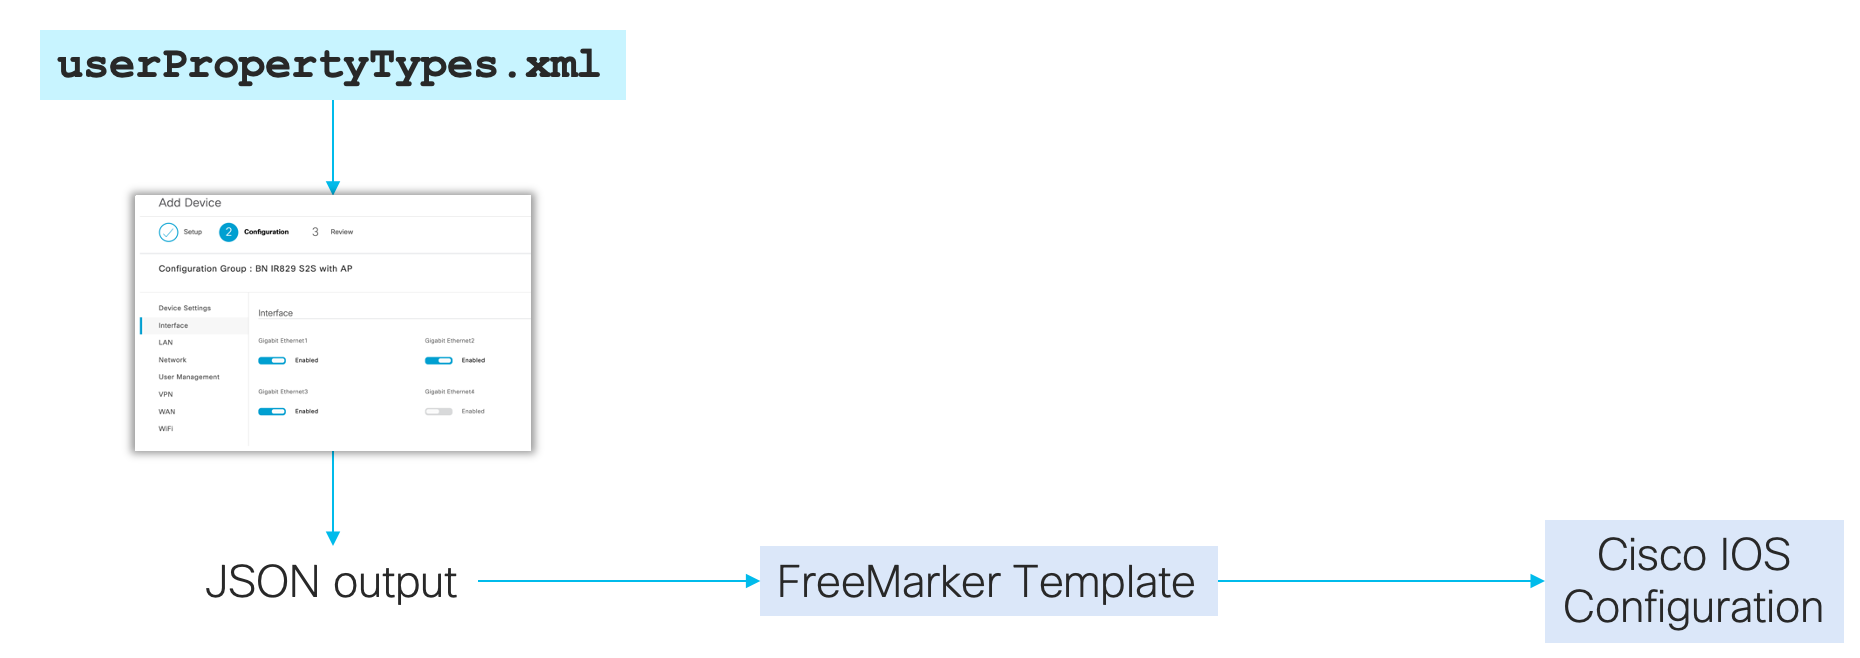 userPropertyTypes.xml
Add Device
Setup 2 Configuration 3 Review
Configuration Group : BN IR829 S2S with AP
Device Settings
Interface
LAN
Network
User Management
VPN
WAN
WiFi
Interface
Gigabit Ethernet1 Gigabit Ethernet2
Enabled Enabled
Gigabit Ethernet3 Gigabit Ethernet4
Enabled Enabled
JSON output
FreeMarker Template
Cisco IOS
Configuration